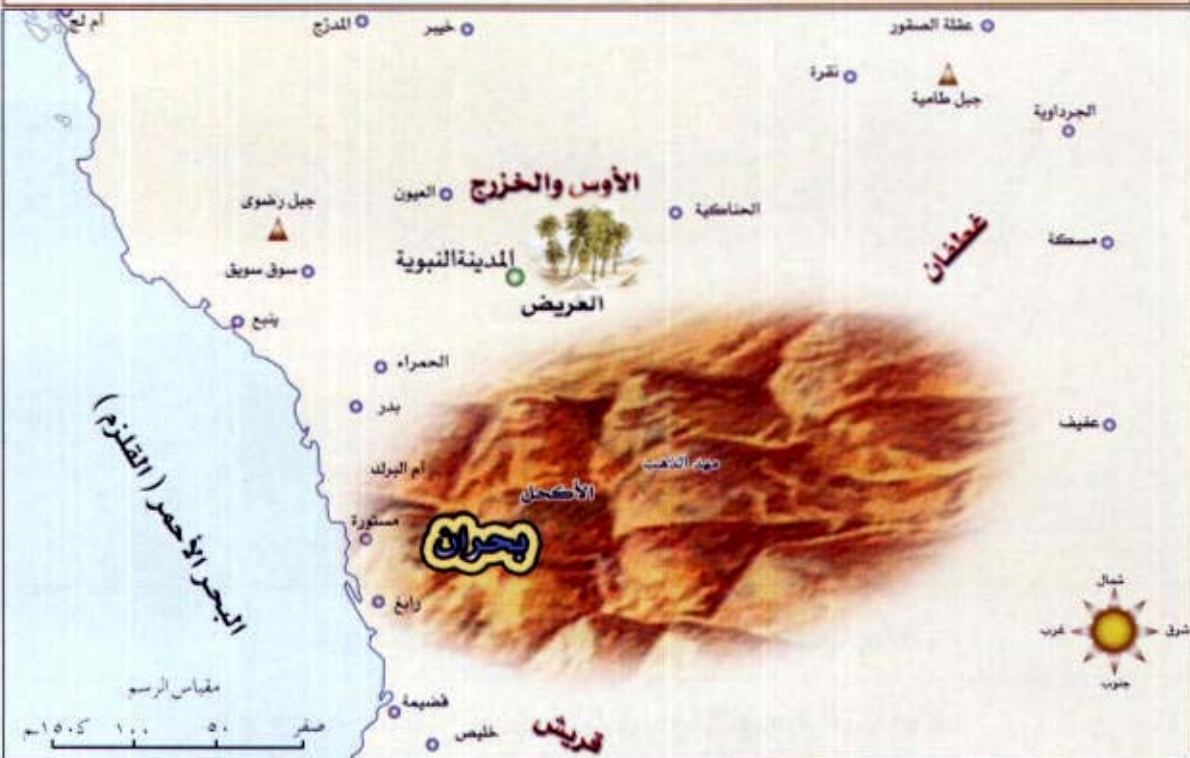 أم لج
المدرّج
خيبر
عقلة الصقور
نقرة
جبل طامية
الجرداوية
الأوس والخزرج
جبل رضوى
العيون
الحناكية
غطفان
مسكة
المدينة النبوية
سوق سويق
العريض
ينبع
الحمراء
بدر
عفيف
البحر الأحمر ( القلزم )
أم البرك
مهد الذهب
الأكحل
مستورة
بحران
رابغ
شمال
شرق
غرب
جنوب
مقياس الرسم
صفر ٥٠ ١٠٠ ١٥٠كم
قضيمة
خليص
قريش